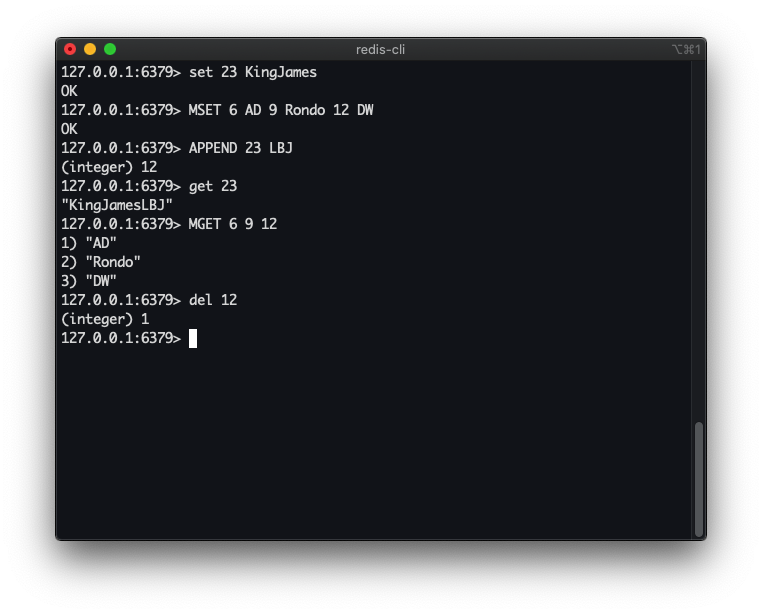 redis-cli
⌥⌘1
127.0.0.1:6379> set 23 KingJames
OK
127.0.0.1:6379> MSET 6 AD 9 Rondo 12 DW
OK
127.0.0.1:6379> APPEND 23 LBJ
(integer) 12
127.0.0.1:6379> get 23
"KingJamesLBJ"
127.0.0.1:6379> MGET 6 9 12
1) "AD"
2) "Rondo"
3) "DW"
127.0.0.1:6379> del 12
(integer) 1
127.0.0.1:6379>